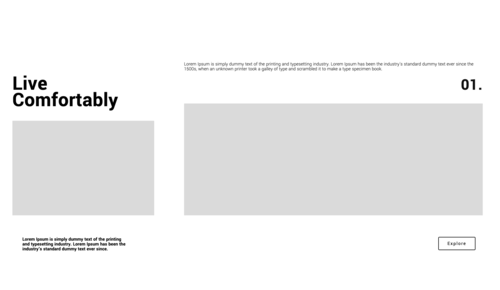 Lorem Ipsum is simply dummy text of the printing and typesetting industry. Lorem Ipsum has been the industry's standard dummy text ever since the
1500s, when an unknown printer took a galley of type and scrambled it to make a type specimen book.
Live
Comfortably
01.
Lorem Ipsum is simply dummy text of the printing
and typesetting industry. Lorem Ipsum has been the
industry's standard dummy text ever since.
Explore